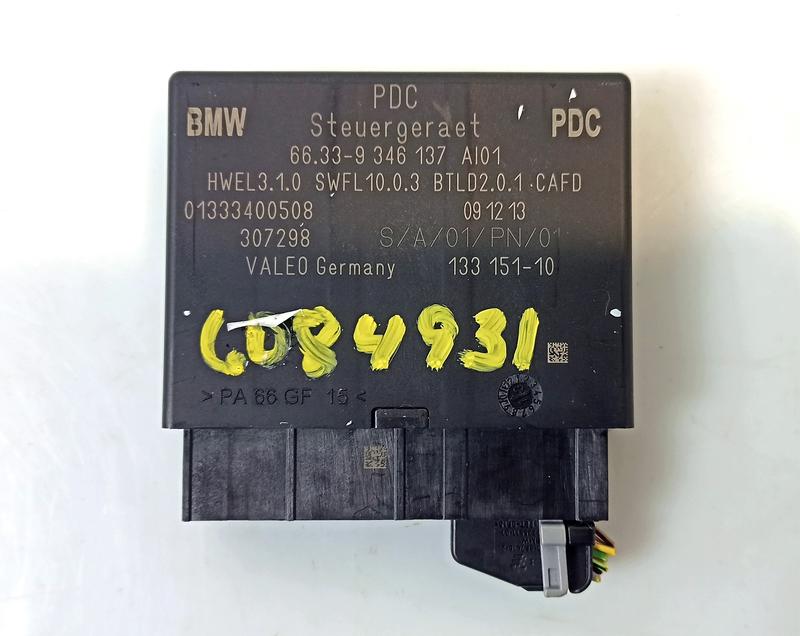 PDC
BMW Steuergeraet PDC
66.33-9 346 137 AI01
HWEL3.1.0 SWFL10.0.3 BTLD2.0.1 CAFD
01333400508 09 12 13
307298 S/A/01/PN/01
VALEO Germany 133 151-10
C084931
>PA 66 GF 15<